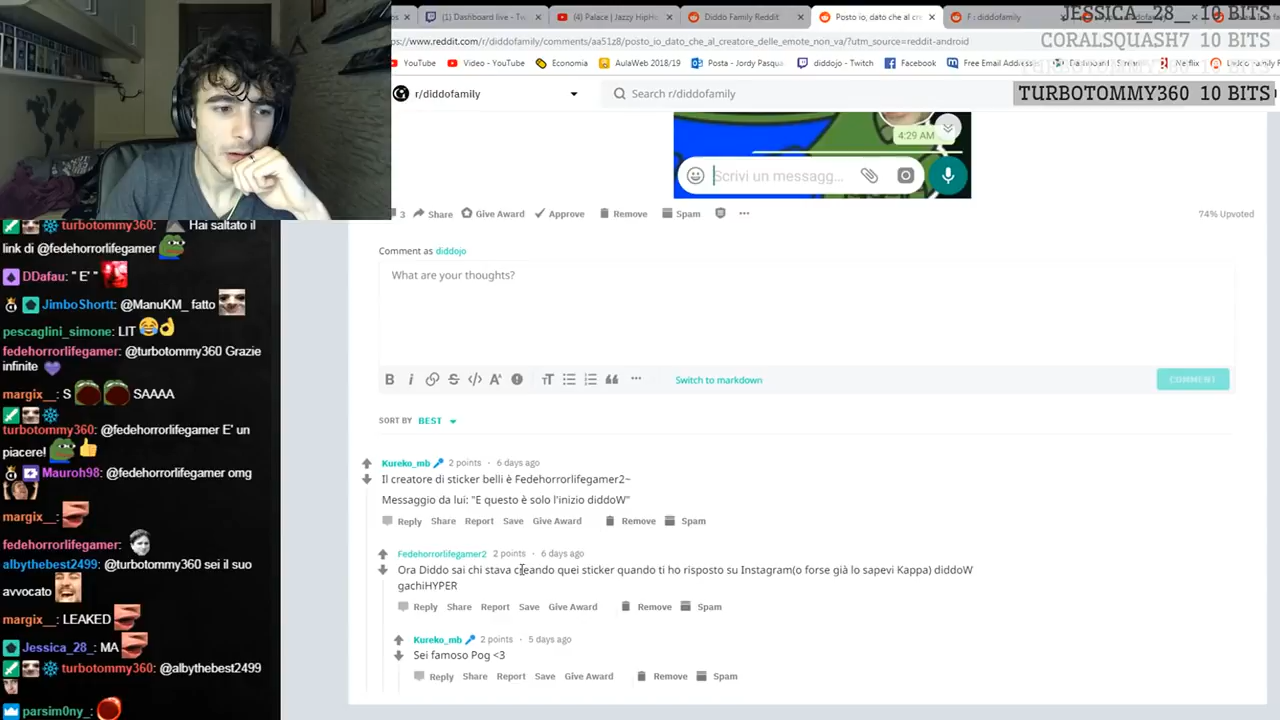 JESSICA_28_ 10 BITS
CORALSQUASH7 10 BITS
TURBOTOMMY360 10 BITS
(1) Dashboard live - Tw
(4) Palace | Jazzy HipHo
Diddo Family Reddit
Posto io, dato che al cr
F : diddofamily
www.reddit.com/r/diddofamily/comments/aa51z8/posto_io_dato_che_al_creatore_delle_emote_non_va/?utm_source=reddit-android
YouTube
Video - YouTube
Economia
AulaWeb 2018/19
Posta - Jordy Pasqua
diddojo - Twitch
Facebook
Free Email Addresse
r/diddofamily
Search r/diddofamily
4:29 AM
Scrivi un messagg...
3 Share Give Award Approve Remove Spam
74% Upvoted
Comment as diddojo
What are your thoughts?
Switch to markdown
COMMENT
SORT BY BEST
Kureko_mb 2 points · 6 days ago
Il creatore di sticker belli è Fedehorrorlifegamer2~
Messaggio da lui: "E questo è solo l'inizio diddoW"
Reply Share Report Save Give Award Remove Spam
Fedehorrorlifegamer2 2 points · 6 days ago
Ora Diddo sai chi stava creando quei sticker quando ti ho risposto su Instagram(o forse già lo sapevi Kappa) diddoW
gachiHYPER
Reply Share Report Save Give Award Remove Spam
Kureko_mb 2 points · 5 days ago
Sei famoso Pog <3
Reply Share Report Save Give Award Remove Spam
turbotommy360: Hai saltato il
link di @fedehorrorlifegamer
DDafau: " E' "
JimboShortt: @ManuKM_ fatto
pescaglini_simone: LIT
fedehorrorlifegamer: @turbotommy360 Grazie
infinite
margix__: S SAAAA
turbotommy360: @fedehorrorlifegamer E' un
piacere!
Mauroh98: @fedehorrorlifegamer omg
margix__:
fedehorrorlifegamer:
albythebest2499: @turbotommy360 sei il suo
avvocato
margix__: LEAKED
Jessica_28_: MA
turbotommy360: @albythebest2499
parsim0ny_: